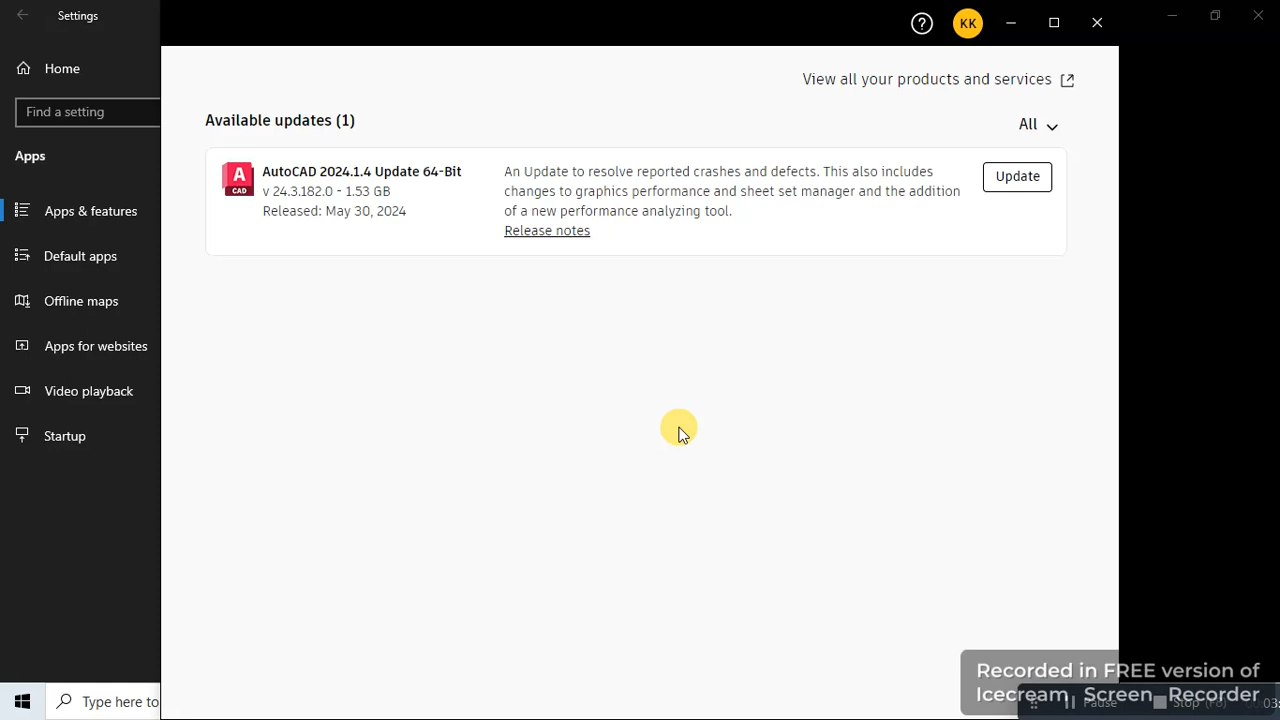 Settings
Home
Find a setting
Apps
Apps & features
Default apps
Offline maps
Apps for websites
Video playback
Startup
Type here to
KK
View all your products and services
Available updates (1)
All
A
CAD
AutoCAD 2024.1.4 Update 64-Bit
v 24.3.182.0 - 1.53 GB
Released: May 30, 2024
An Update to resolve reported crashes and defects. This also includes
changes to graphics performance and sheet set manager and the addition
of a new performance analyzing tool.
Release notes
Update
Recorded in FREE version of
Icecream Screen Recorder
Pause
Stop (F8)